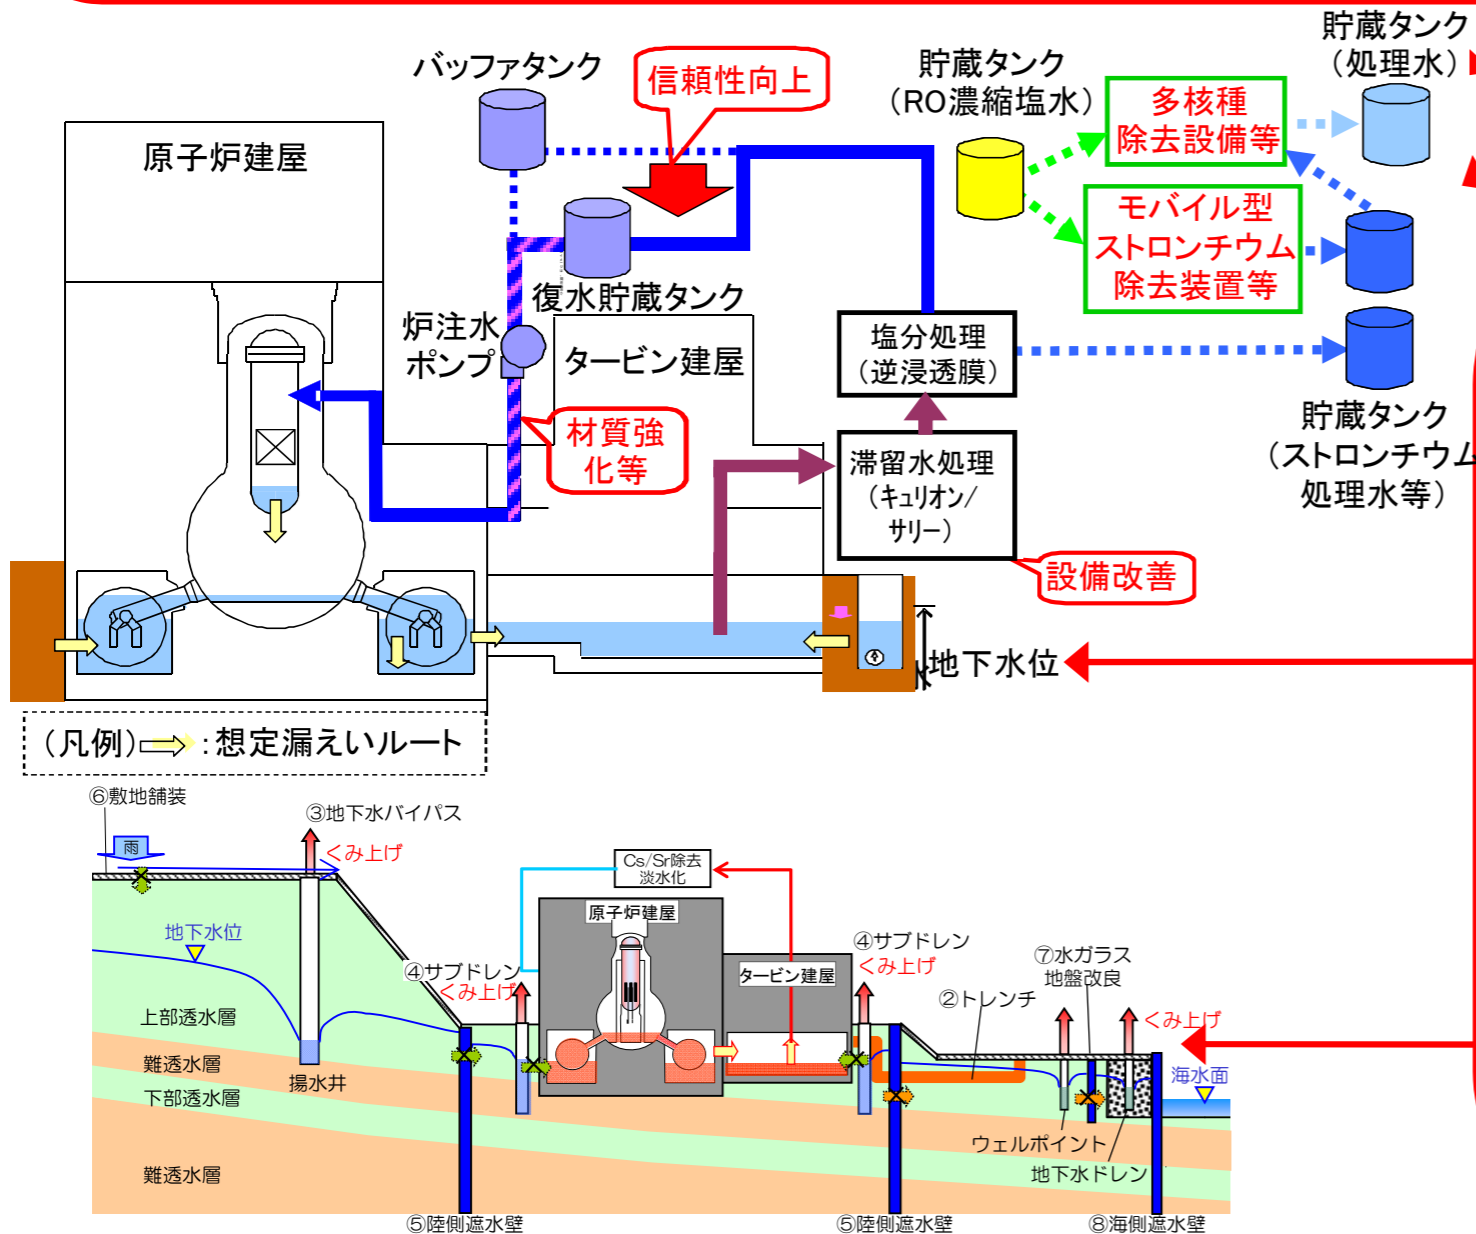 貯蔵タンク
（処理水）
バッファタンク
信頼性向上
貯蔵タンク
（RO濃縮塩水）
多核種
除去設備等
原子炉建屋
モバイル型
ストロンチウム
除去装置等
復水貯蔵タンク
炉注水
ポンプ
タービン建屋
塩分処理
（逆浸透膜）
貯蔵タンク
（ストロンチウム
処理水等）
材質強
化等
滞留水処理
（キュリオン/
サリー）
設備改善
地下水位
（凡例）
：想定漏えいルート
⑥敷地舗装
③地下水バイパス
雨
くみ上げ
Cs/Sr除去
淡水化
原子炉建屋
地下水位
④サブドレン
くみ上げ
タービン建屋
④サブドレン
くみ上げ
⑦水ガラス
地盤改良
②トレンチ
くみ上げ
上部透水層
難透水層
揚水井
下部透水層
海水面
ウェルポイント
地下水ドレン
難透水層
⑤陸側遮水壁
⑤陸側遮水壁
⑧海側遮水壁